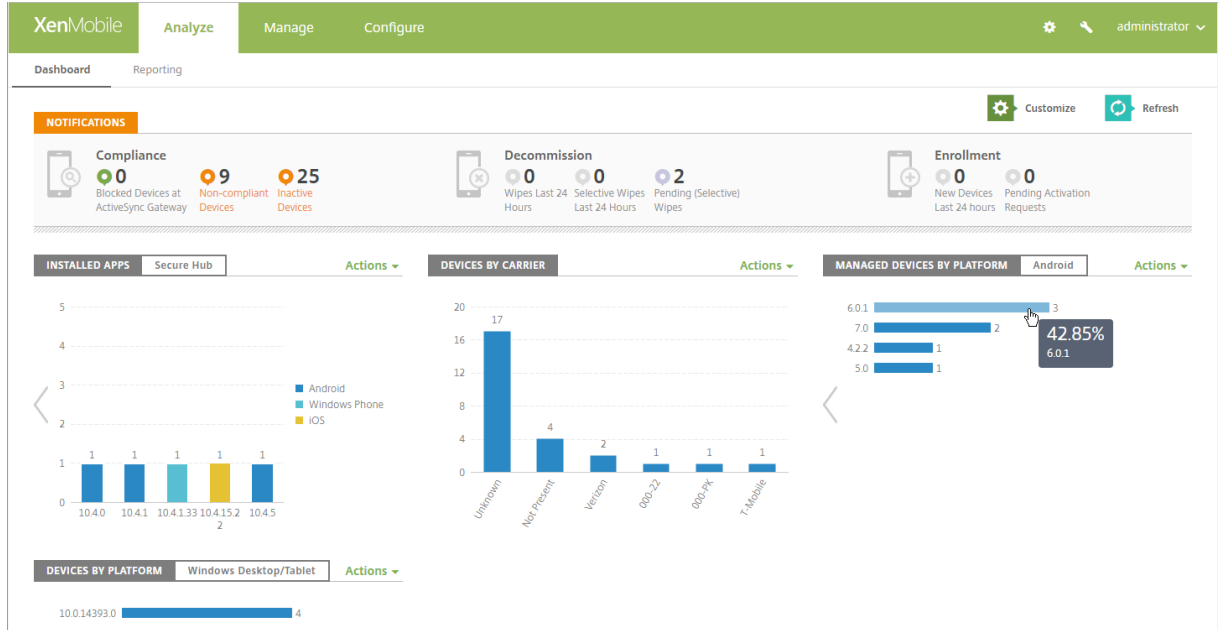 XenMobile Analyze Manage Configure administrator
Dashboard Reporting
Customize Refresh
NOTIFICATIONS
Compliance
0 9 25
Blocked Devices at Non-compliant Inactive
ActiveSync Gateway Devices Devices
Decommission
0 0 2
Wipes Last 24 Selective Wipes Pending (Selective)
Hours Last 24 Hours Wipes
Enrollment
0 0
New Devices Pending Activation
Last 24 hours Requests
INSTALLED APPS Secure Hub Actions
5
4
3
2
1
0
1 1 1 1 1
10.4.0 10.4.1 10.4.1.33 10.4.15.2 10.4.5
2
Android
Windows Phone
iOS
DEVICES BY CARRIER Actions
20
16
12
8
4
0
17 4 2 1 1 1
Unknown Not Present Verizon 000-22 000-PK T-Mobile
MANAGED DEVICES BY PLATFORM Android Actions
6.0.1 3
7.0 2
4.2.2 1
5.0 1
42.85%
6.0.1
DEVICES BY PLATFORM Windows Desktop/Tablet Actions
10.0.14393.0 4